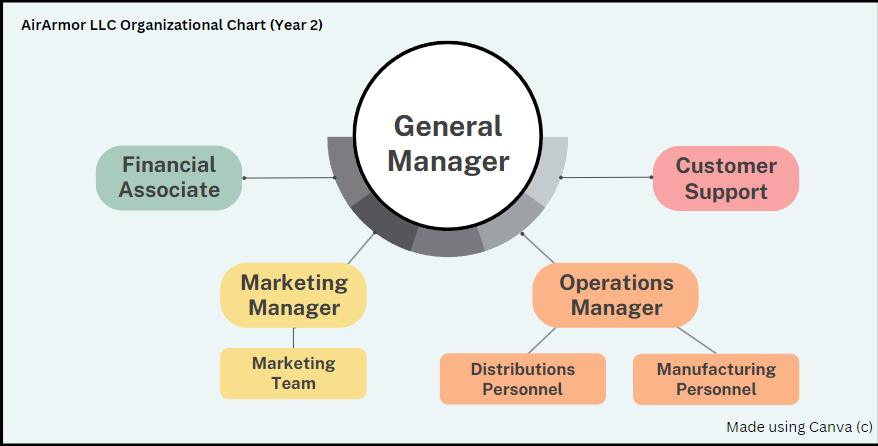 AirArmor LLC Organizational Chart (Year 2)
General
Manager
Financial
Associate
Customer
Support
Marketing
Manager
Operations
Manager
Marketing
Team
Distributions
Personnel
Manufacturing
Personnel
Made using Canva (c)